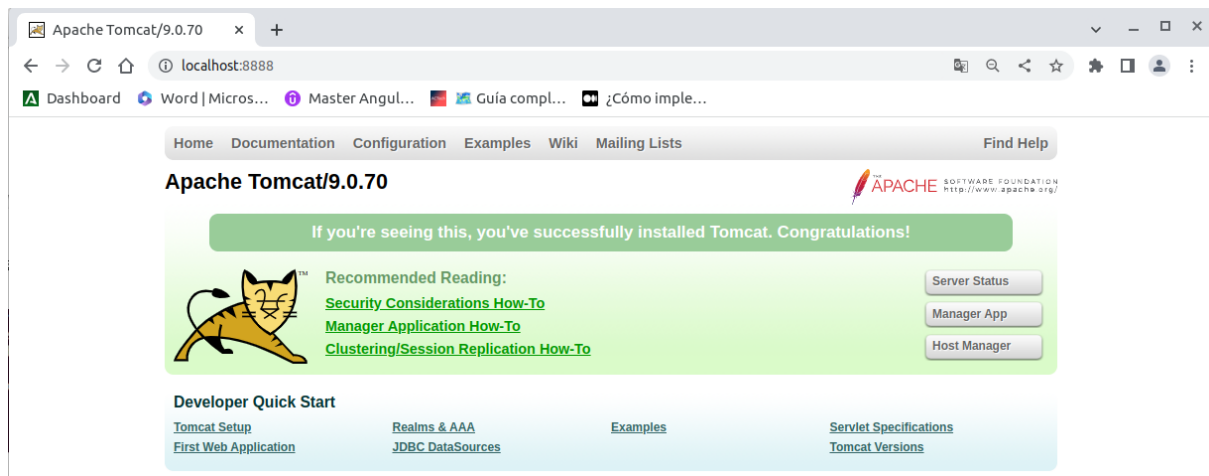 Apache Tomcat/9.0.70
localhost:8888
Dashboard Word | Micros... Master Angul... Guía compl... ¿Cómo imple...
Home Documentation Configuration Examples Wiki Mailing Lists Find Help
Apache Tomcat/9.0.70
THE APACHE SOFTWARE FOUNDATION
http://www.apache.org/
If you're seeing this, you've successfully installed Tomcat. Congratulations!
TM
Recommended Reading:
Security Considerations How-To
Manager Application How-To
Clustering/Session Replication How-To
Server Status
Manager App
Host Manager
Developer Quick Start
Tomcat Setup Realms & AAA Examples Servlet Specifications
First Web Application JDBC DataSources Tomcat Versions